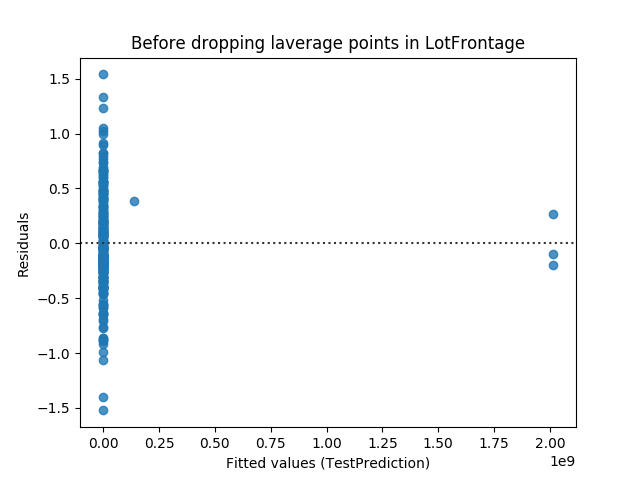 Before dropping laverage points in LotFrontage
1.5
1.0
0.5
0.0
−0.5
−1.0
−1.5
Residuals
0.00 0.25 0.50 0.75 1.00 1.25 1.50 1.75 2.00
1e9
Fitted values (TestPrediction)